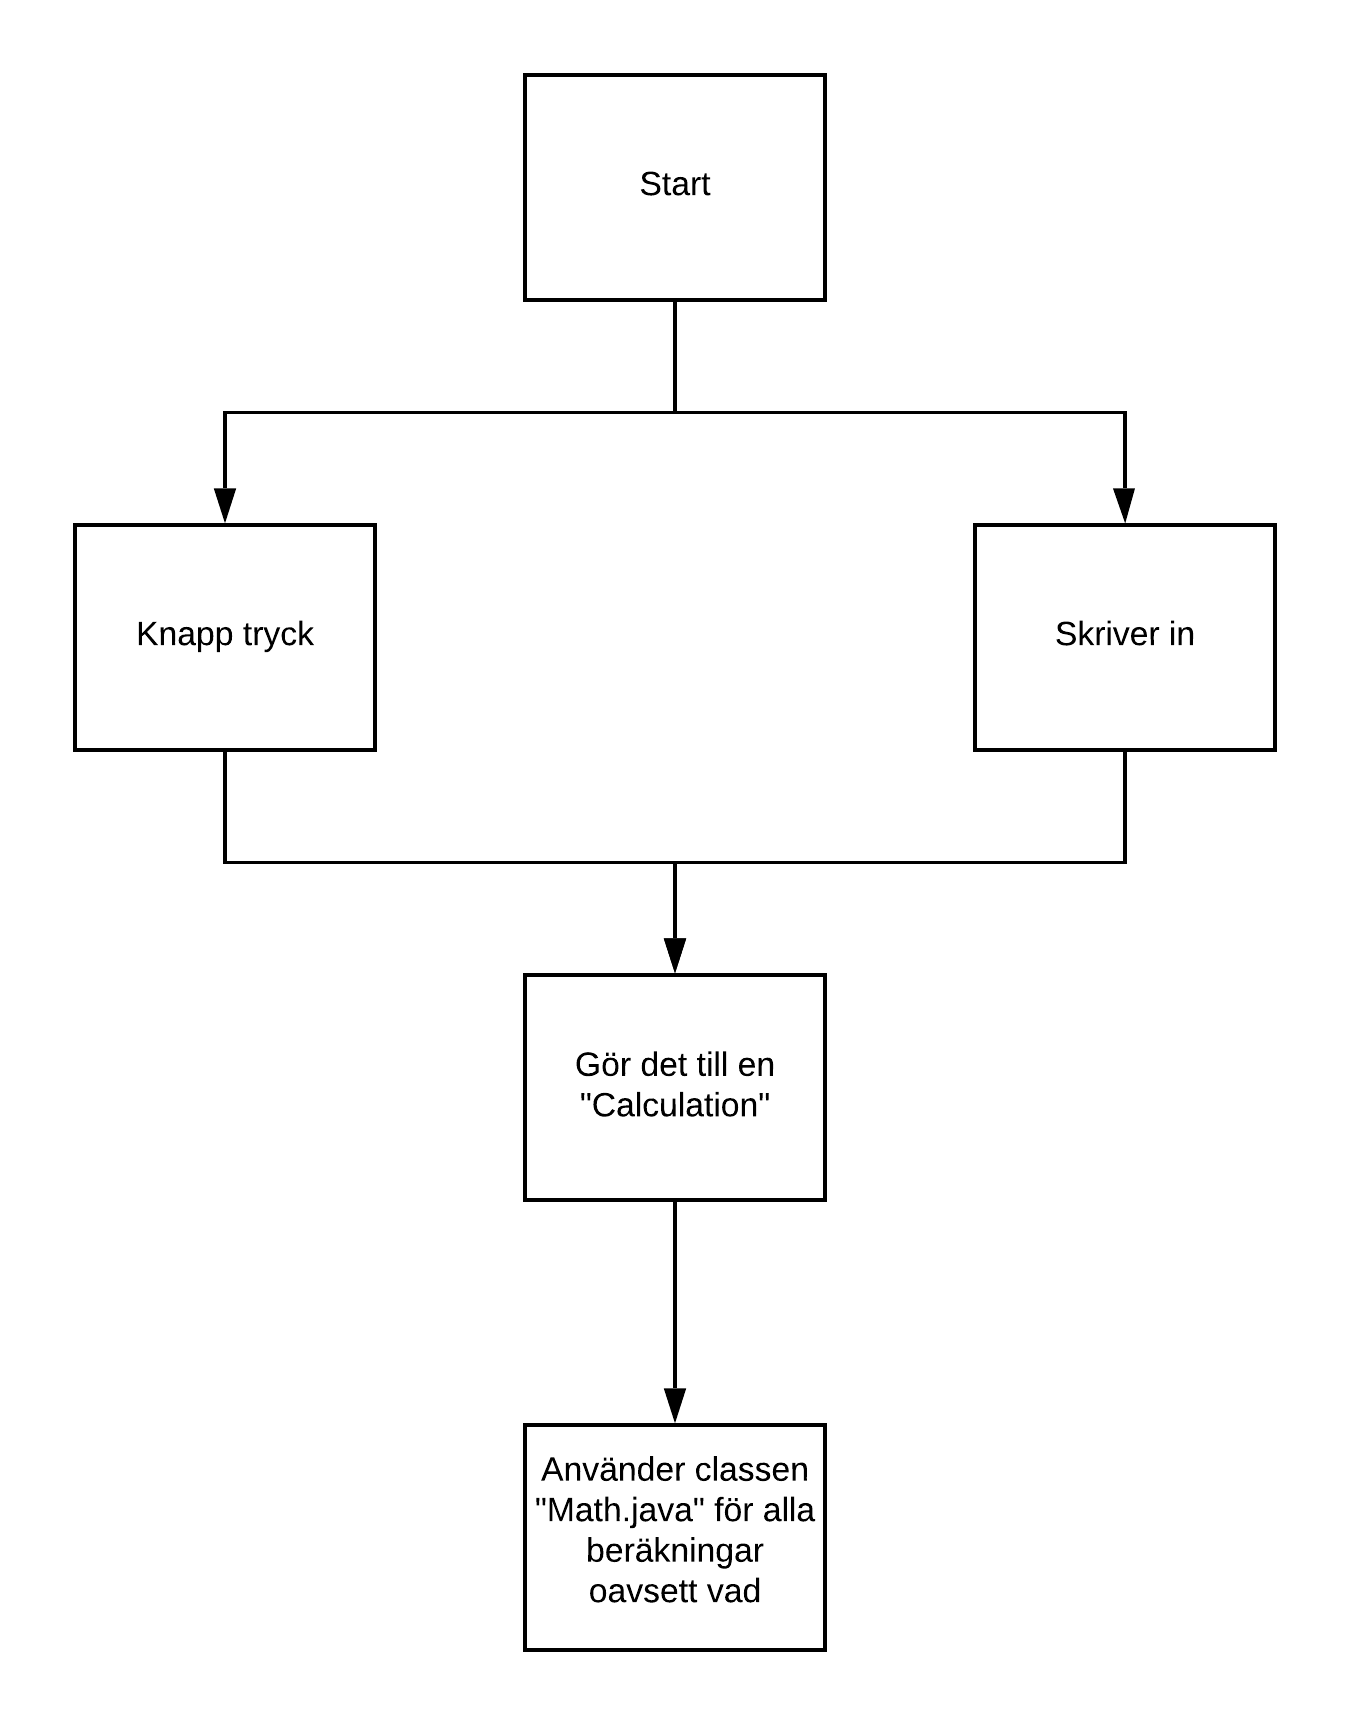 Start
Knapp tryck
Skriver in
Gör det till en
"Calculation"
Använder classen
"Math.java" för alla
beräkningar
oavsett vad